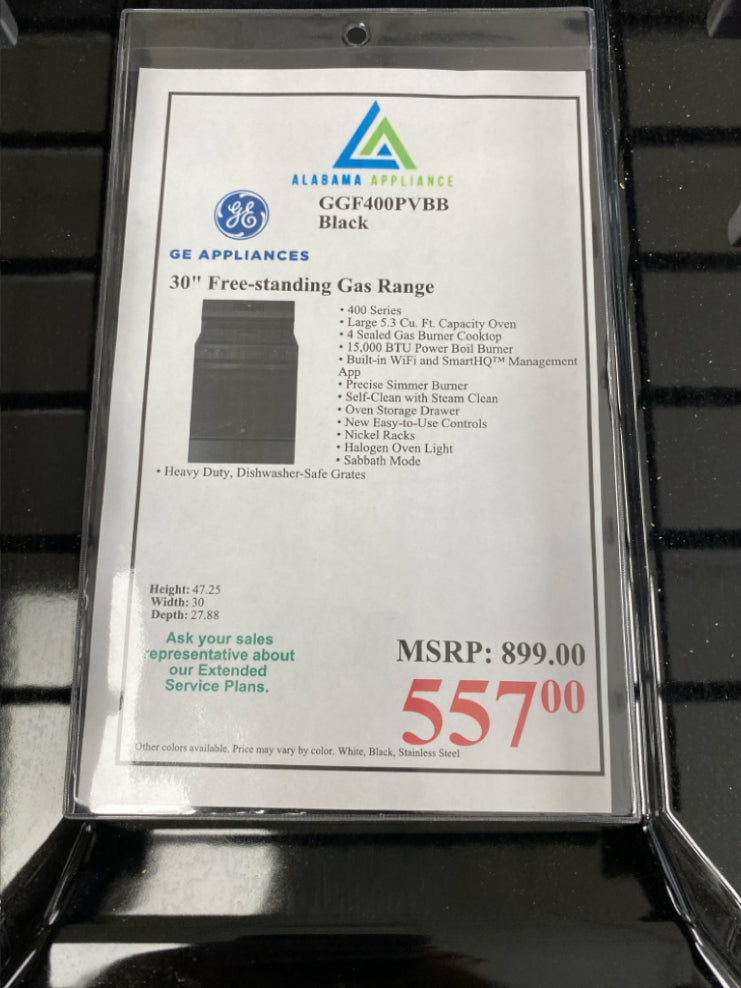 ALABAMA APPLIANCE
GGF400PVBB
Black
GE
GE APPLIANCES
30" Free-standing Gas Range
• 400 Series
• Large 5.3 Cu. Ft. Capacity Oven
• 4 Sealed Gas Burner Cooktop
• 15,000 BTU Power Boil Burner
• Built-in WiFi and SmartHQ™ Management
App
• Precise Simmer Burner
• Self-Clean with Steam Clean
• Oven Storage Drawer
• New Easy-to-Use Controls
• Nickel Racks
• Halogen Oven Light
• Sabbath Mode
• Heavy Duty, Dishwasher-Safe Grates
Height: 47.25
Width: 30
Depth: 27.88
Ask your sales
representative about
our Extended
Service Plans.
MSRP: 899.00
557⁰⁰
Other colors available. Price may vary by color. White, Black, Stainless Steel